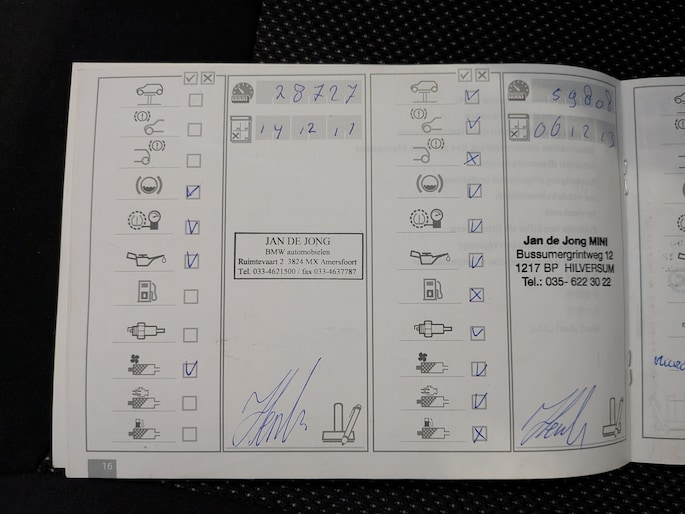 28727
14 12 11
JAN DE JONG
BMW automobielen
Ruimtevaart 2 3824 MX Amersfoort
Tel. 033-4621500 / fax 033-4637787
16
59808
06 12 13
Jan de Jong MINI
Bussumergrintweg 12
1217 BP HILVERSUM
Tel.: 035- 622 30 22